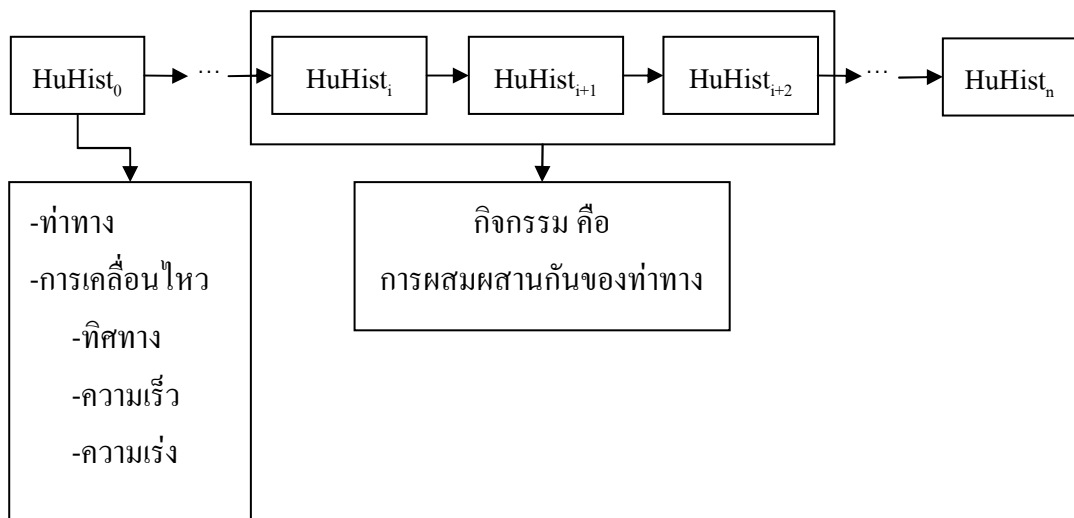 HuHist₀ ... HuHistᵢ HuHistᵢ₊₁ HuHistᵢ₊₂ ... HuHistₙ
-ท่าทาง
-การเคลื่อนไหว
-ทิศทาง
-ความเร็ว
-ความเร่ง
กิจกรรม คือ
การผสมผสานกันของท่าทาง